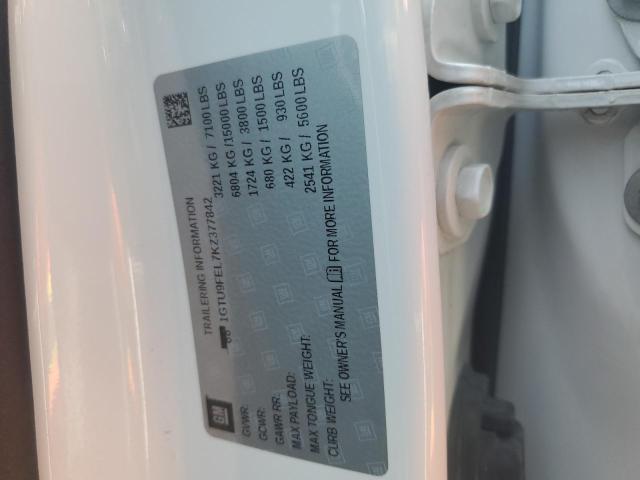 GM
TRAILERING INFORMATION
1GTU9FEL7KZ377842
GVWR: 3221 KG / 7100 LBS
GCWR: 6804 KG /15000 LBS
GAWR RR: 1724 KG / 3800 LBS
MAX PAYLOAD: 680 KG / 1500 LBS
MAX TONGUE WEIGHT: 422 KG / 930 LBS
CURB WEIGHT: 2541 KG / 5600 LBS
SEE OWNER'S MANUAL FOR MORE INFORMATION